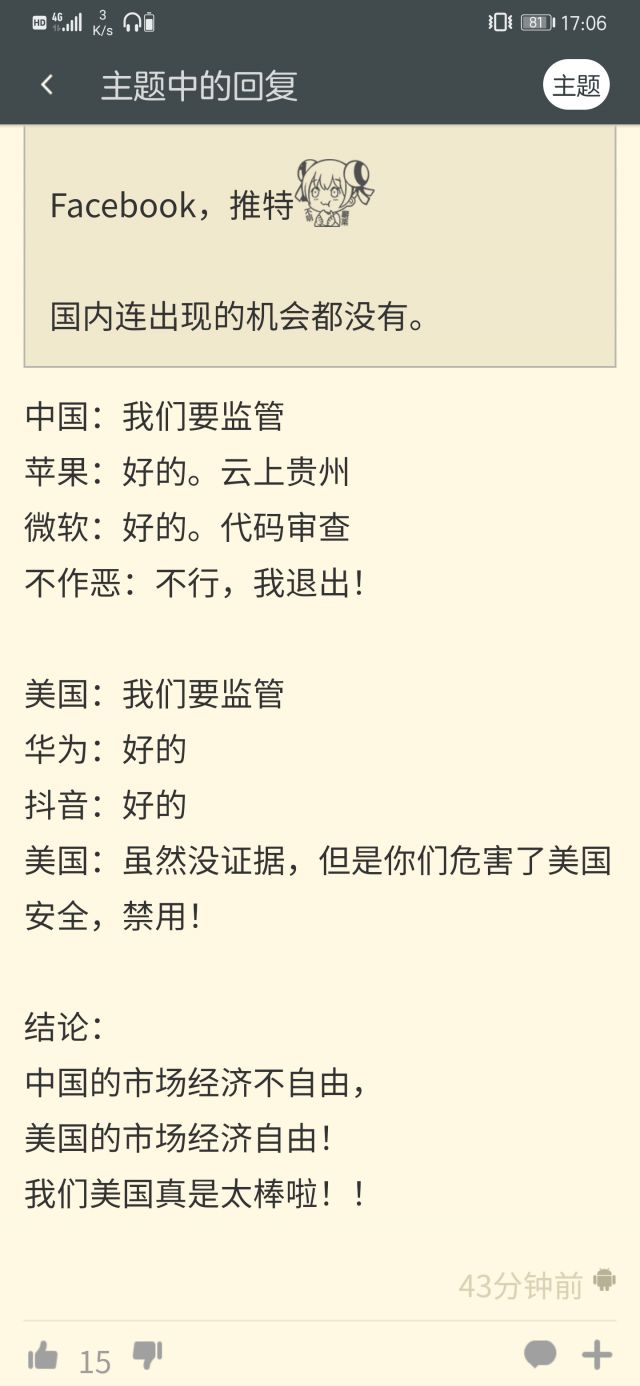 HD 4G 3 K/s 81 17:06
主题中的回复 主题
Facebook，推特
国内连出现的机会都没有。
中国：我们要监管
苹果：好的。云上贵州
微软：好的。代码审查
不作恶：不行，我退出！
美国：我们要监管
华为：好的
抖音：好的
美国：虽然没证据，但是你们危害了美国
安全，禁用！
结论：
中国的市场经济不自由，
美国的市场经济自由！
我们美国真是太棒啦！！
43分钟前
15